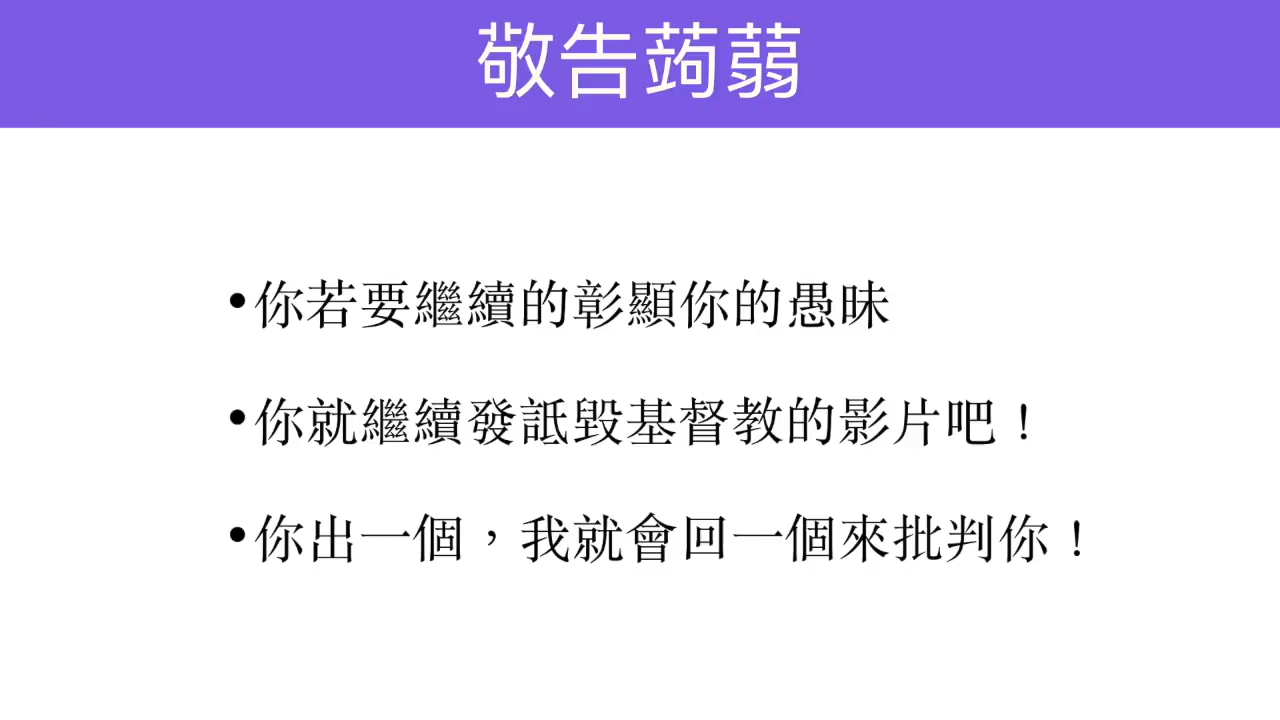 敬告蒟蒻
•你若要繼續的彰顯你的愚昧
•你就繼續發詆毀基督教的影片吧！
•你出一個，我就會回一個來批判你！